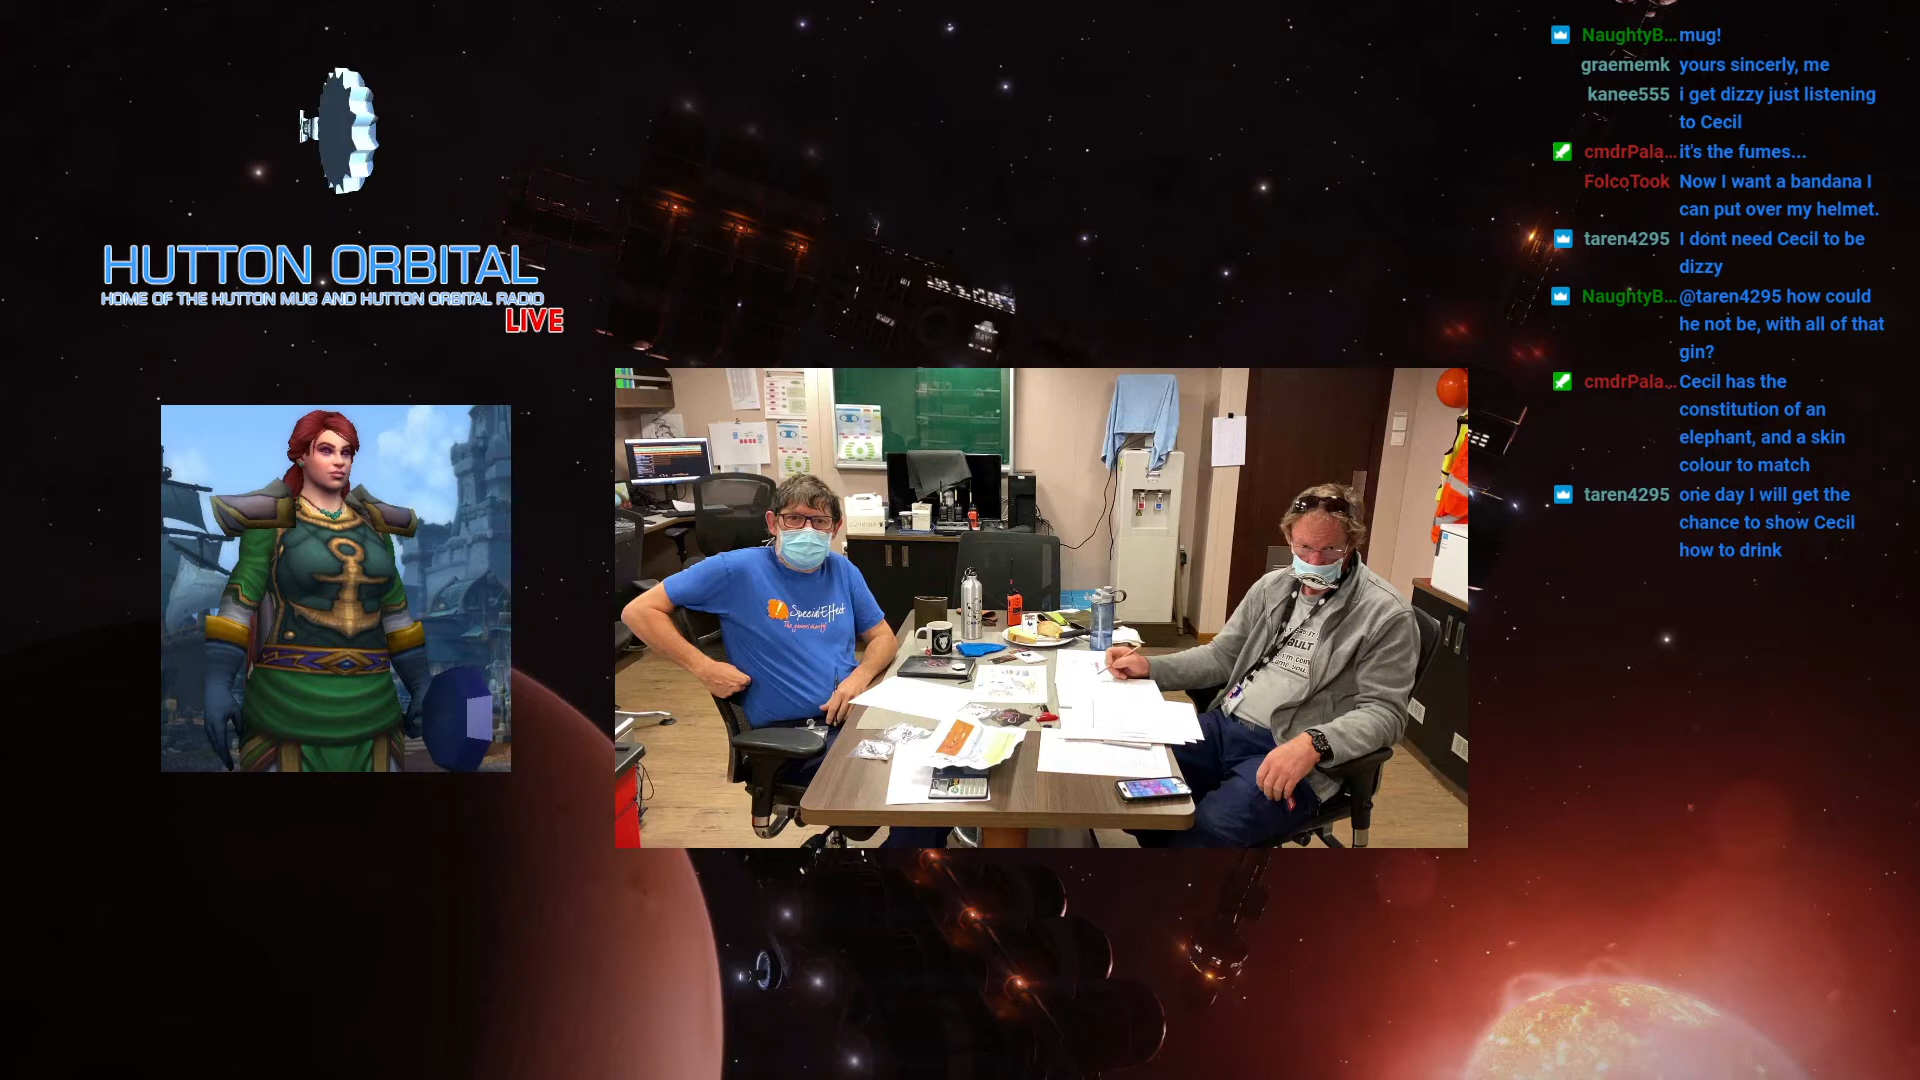 HUTTON ORBITAL
HOME OF THE HUTTON MUG AND HUTTON ORBITAL RADIO
LIVE
SpecialEffect
The gamers charity!
NaughtyB... mug!
graememk yours sincerly, me
kanee555 i get dizzy just listening
to Cecil
cmdrPala... it's the fumes...
FolcoTook Now I want a bandana I
can put over my helmet.
taren4295 I dont need Cecil to be
dizzy
NaughtyB... @taren4295 how could
he not be, with all of that
gin?
cmdrPala... Cecil has the
constitution of an
elephant, and a skin
colour to match
taren4295 one day I will get the
chance to show Cecil
how to drink